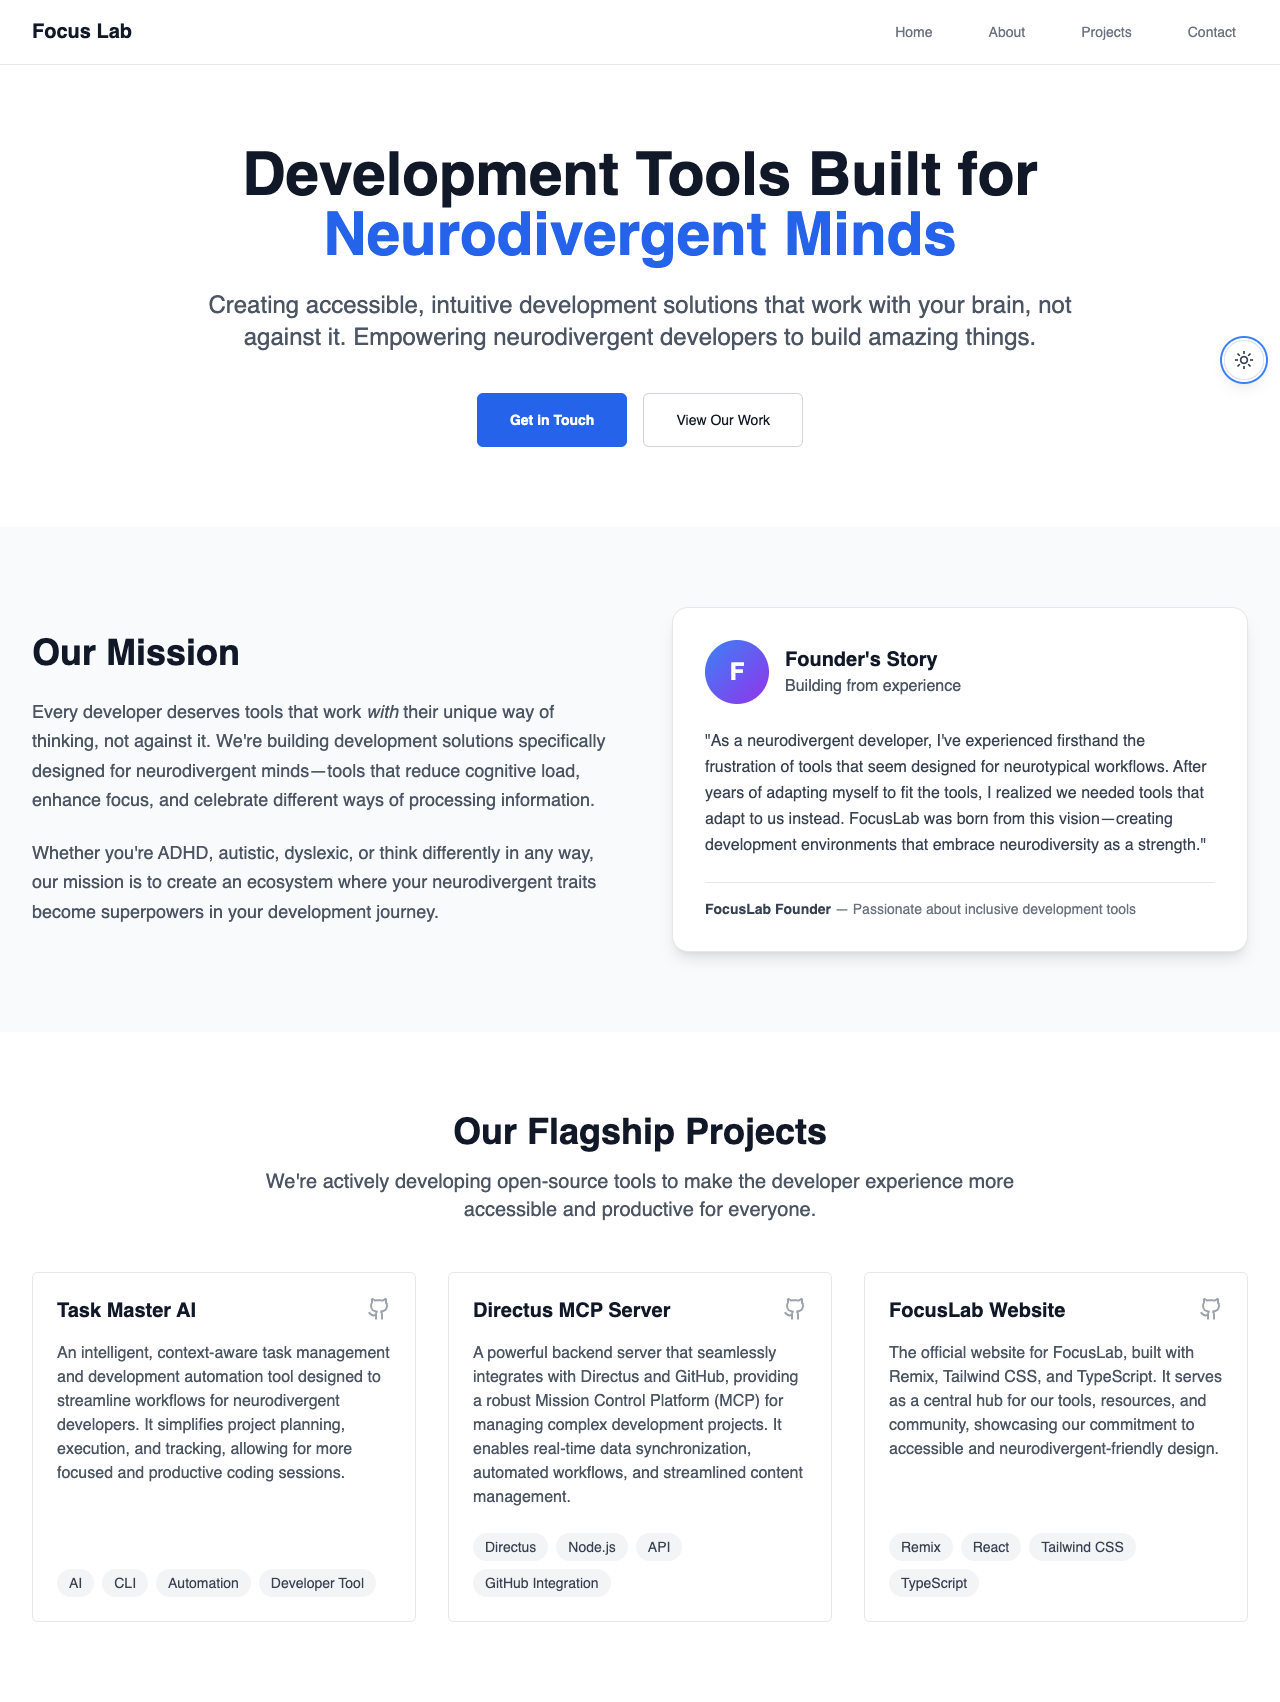 Focus Lab
Home
About
Projects
Contact
Development Tools Built for
Neurodivergent Minds
Creating accessible, intuitive development solutions that work with your brain, not
against it. Empowering neurodivergent developers to build amazing things.
Get in Touch
View Our Work
Our Mission
Every developer deserves tools that work with their unique way of
thinking, not against it. We're building development solutions specifically
designed for neurodivergent minds—tools that reduce cognitive load,
enhance focus, and celebrate different ways of processing information.
Whether you're ADHD, autistic, dyslexic, or think differently in any way,
our mission is to create an ecosystem where your neurodivergent traits
become superpowers in your development journey.
F
Founder's Story
Building from experience
"As a neurodivergent developer, I've experienced firsthand the
frustration of tools that seem designed for neurotypical workflows. After
years of adapting myself to fit the tools, I realized we needed tools that
adapt to us instead. FocusLab was born from this vision—creating
development environments that embrace neurodiversity as a strength."
FocusLab Founder — Passionate about inclusive development tools
Our Flagship Projects
We're actively developing open-source tools to make the developer experience more
accessible and productive for everyone.
Task Master AI
An intelligent, context-aware task management
and development automation tool designed to
streamline workflows for neurodivergent
developers. It simplifies project planning,
execution, and tracking, allowing for more
focused and productive coding sessions.
AI
CLI
Automation
Developer Tool
Directus MCP Server
A powerful backend server that seamlessly
integrates with Directus and GitHub, providing
a robust Mission Control Platform (MCP) for
managing complex development projects. It
enables real-time data synchronization,
automated workflows, and streamlined content
management.
Directus
Node.js
API
GitHub Integration
FocusLab Website
The official website for FocusLab, built with
Remix, Tailwind CSS, and TypeScript. It serves
as a central hub for our tools, resources, and
community, showcasing our commitment to
accessible and neurodivergent-friendly design.
Remix
React
Tailwind CSS
TypeScript